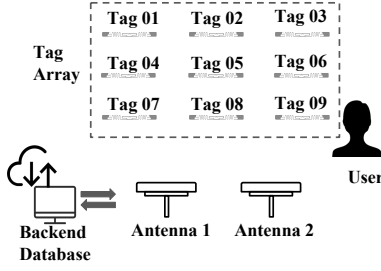 Tag 01 Tag 02 Tag 03
Tag
Array
Tag 04 Tag 05 Tag 06
Tag 07 Tag 08 Tag 09
User
Backend
Database
Antenna 1 Antenna 2